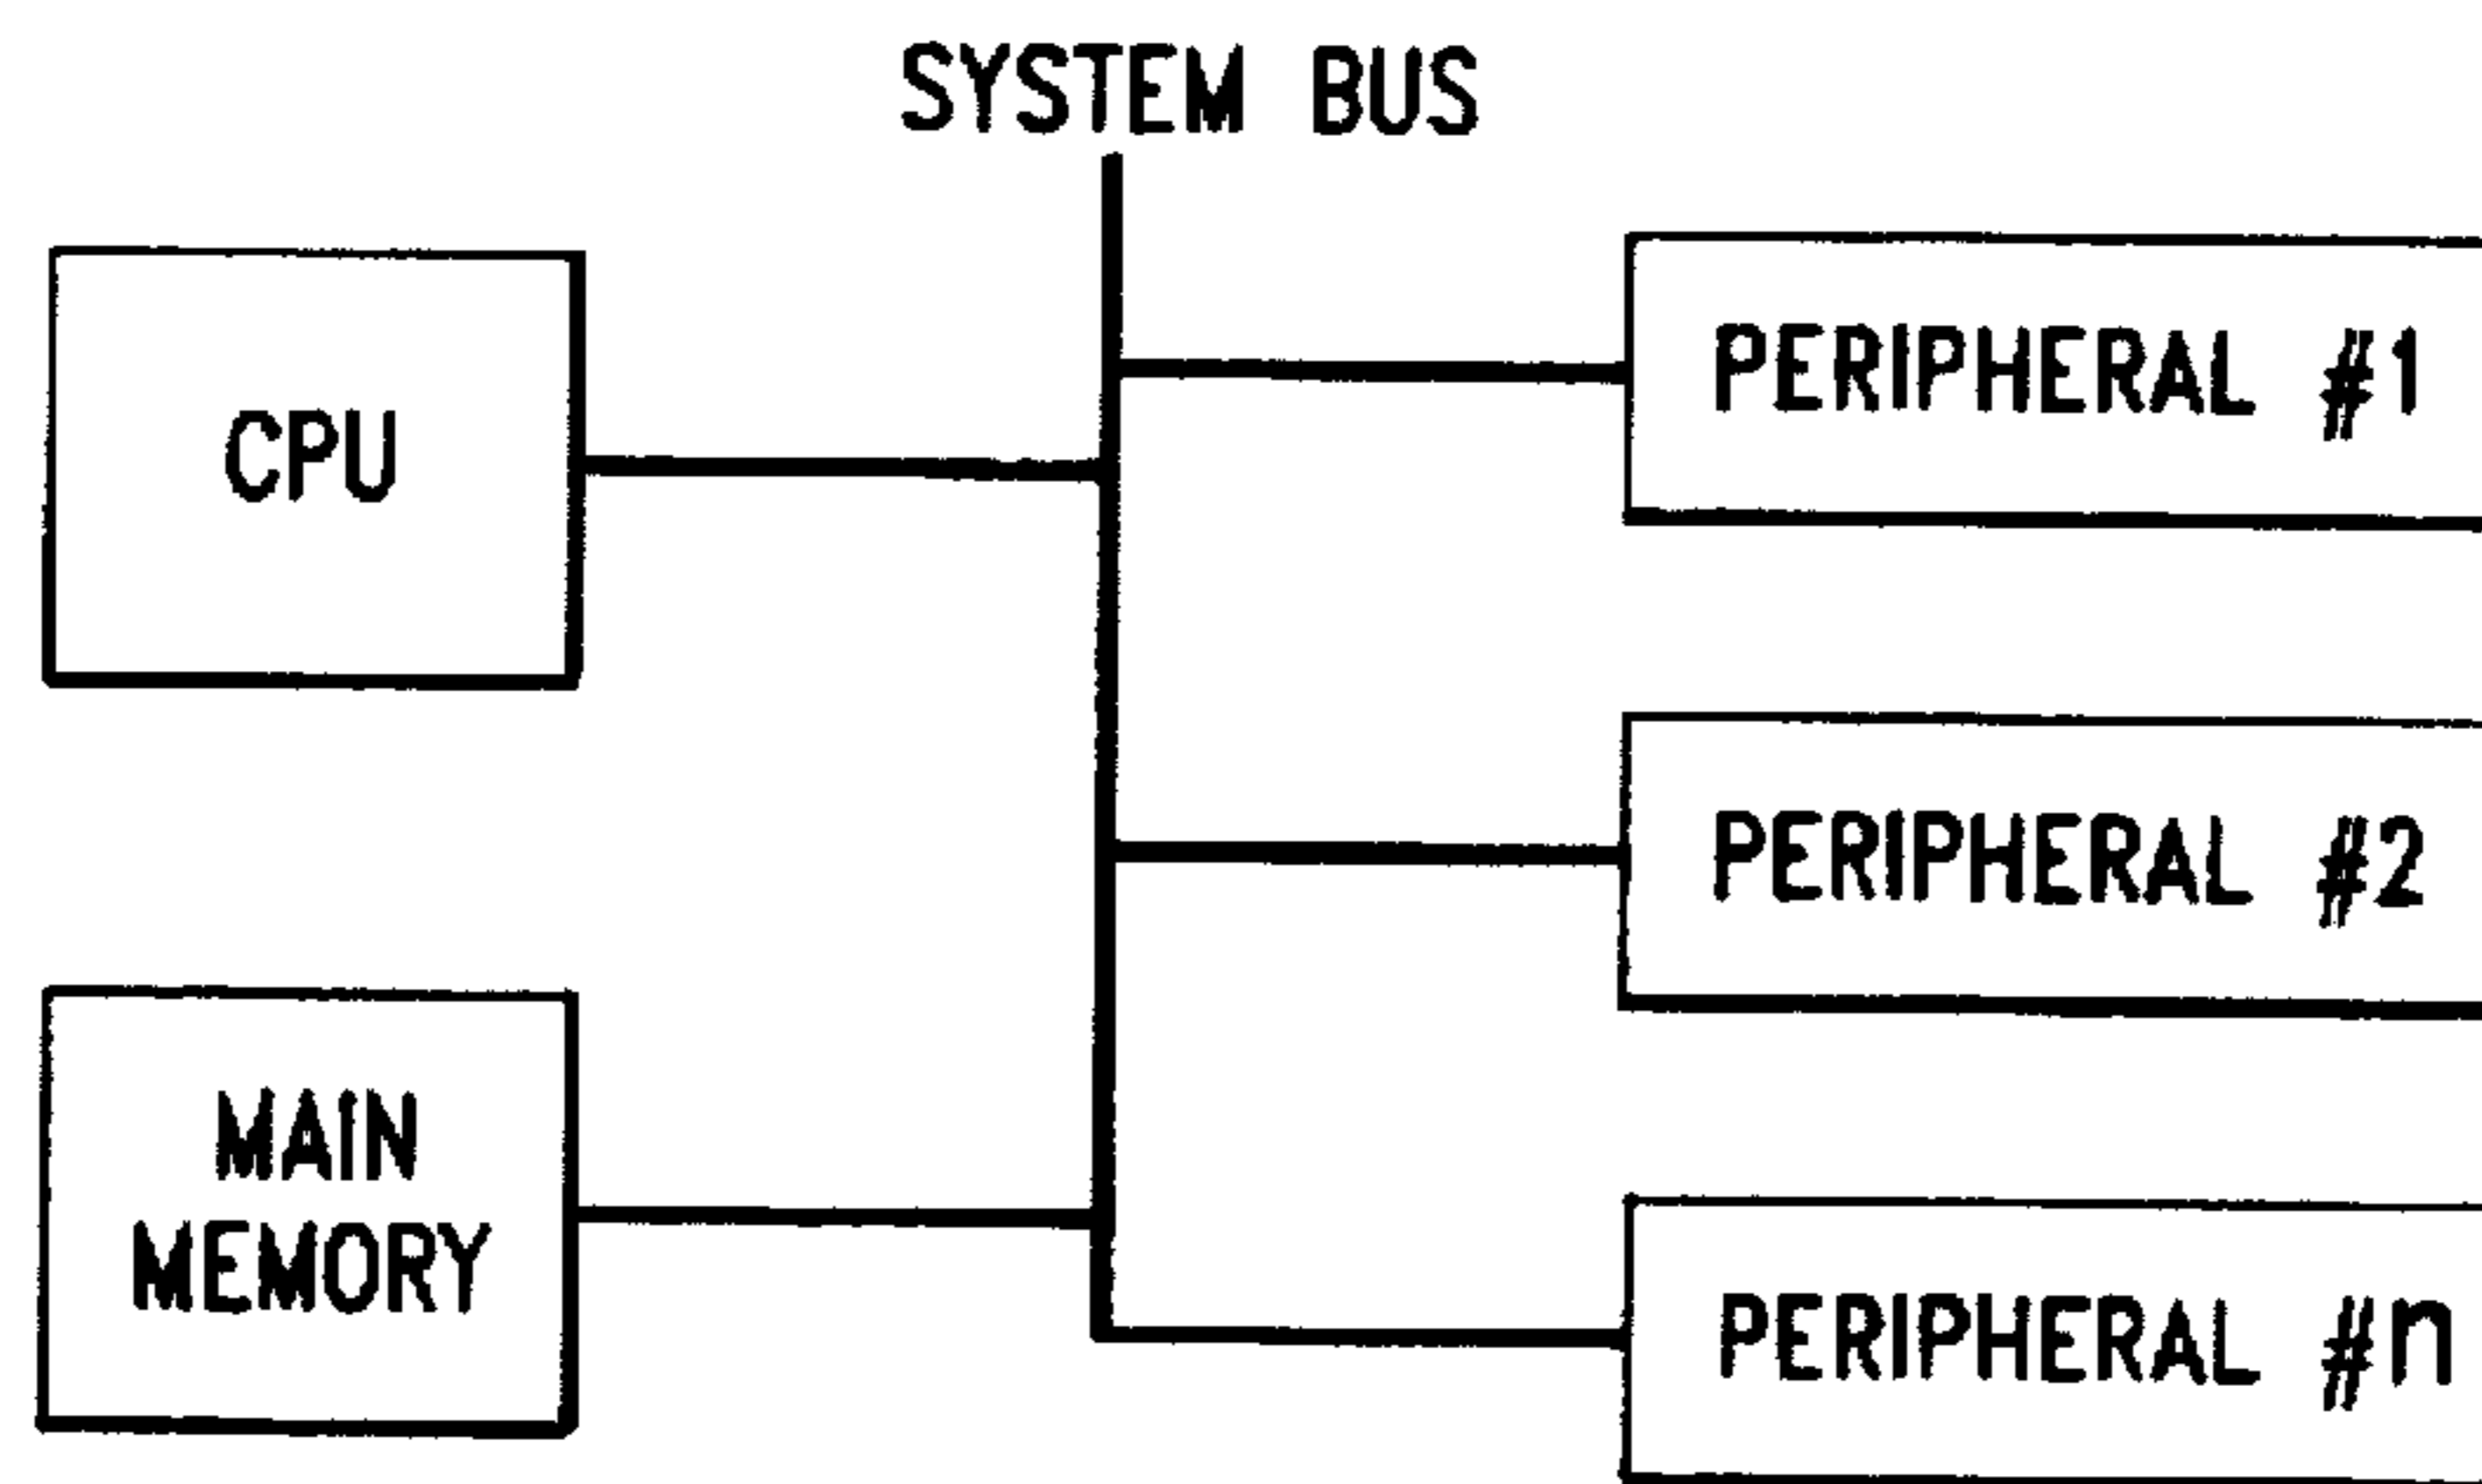 SYSTEM BUS
CPU
PERIPHERAL #1
PERIPHERAL #2
MAIN
MEMORY
PERIPHERAL #n